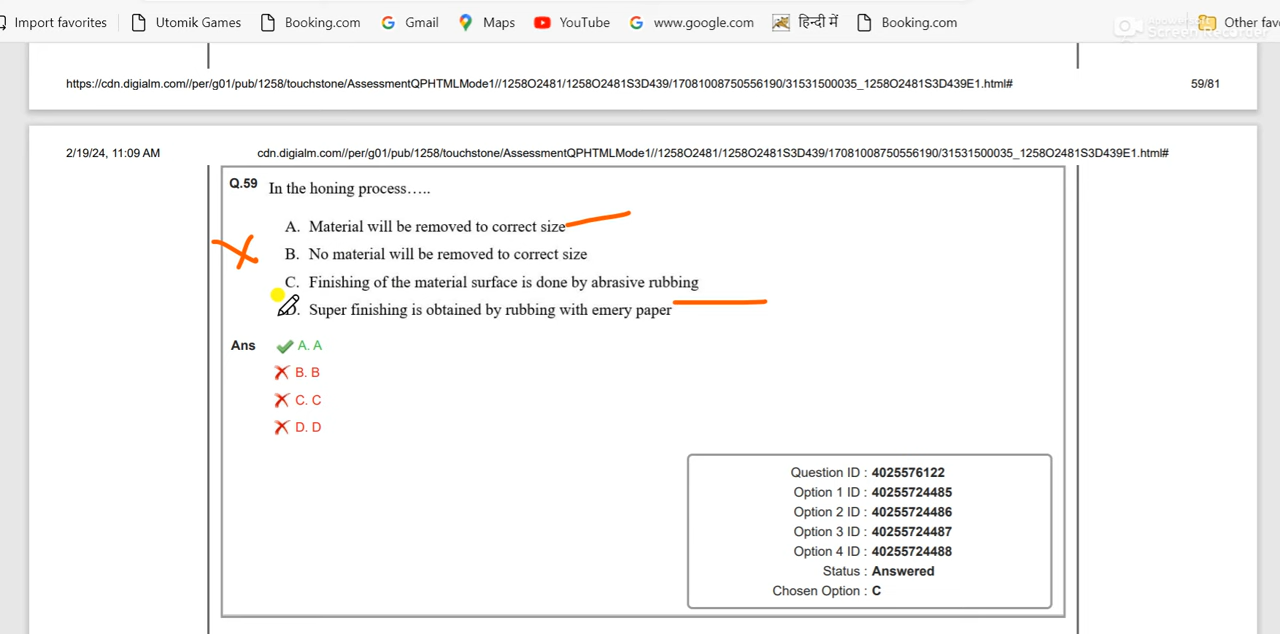 Import favorites Utomik Games Booking.com Gmail Maps YouTube www.google.com हिन्दी में Booking.com Other fav
Screen Recorder
https://cdn.digialm.com//per/g01/pub/1258/touchstone/AssessmentQPHTMLMode1//1258O2481/1258O2481S3D439/17081008750556190/31531500035_1258O2481S3D439E1.html# 59/81
2/19/24, 11:09 AM cdn.digialm.com//per/g01/pub/1258/touchstone/AssessmentQPHTMLMode1//1258O2481/1258O2481S3D439/17081008750556190/31531500035_1258O2481S3D439E1.html#
Q.59 In the honing process…..
A. Material will be removed to correct size
B. No material will be removed to correct size
C. Finishing of the material surface is done by abrasive rubbing
. Super finishing is obtained by rubbing with emery paper
Ans A. A
B. B
C. C
D. D
Question ID : 4025576122
Option 1 ID : 40255724485
Option 2 ID : 40255724486
Option 3 ID : 40255724487
Option 4 ID : 40255724488
Status : Answered
Chosen Option : C